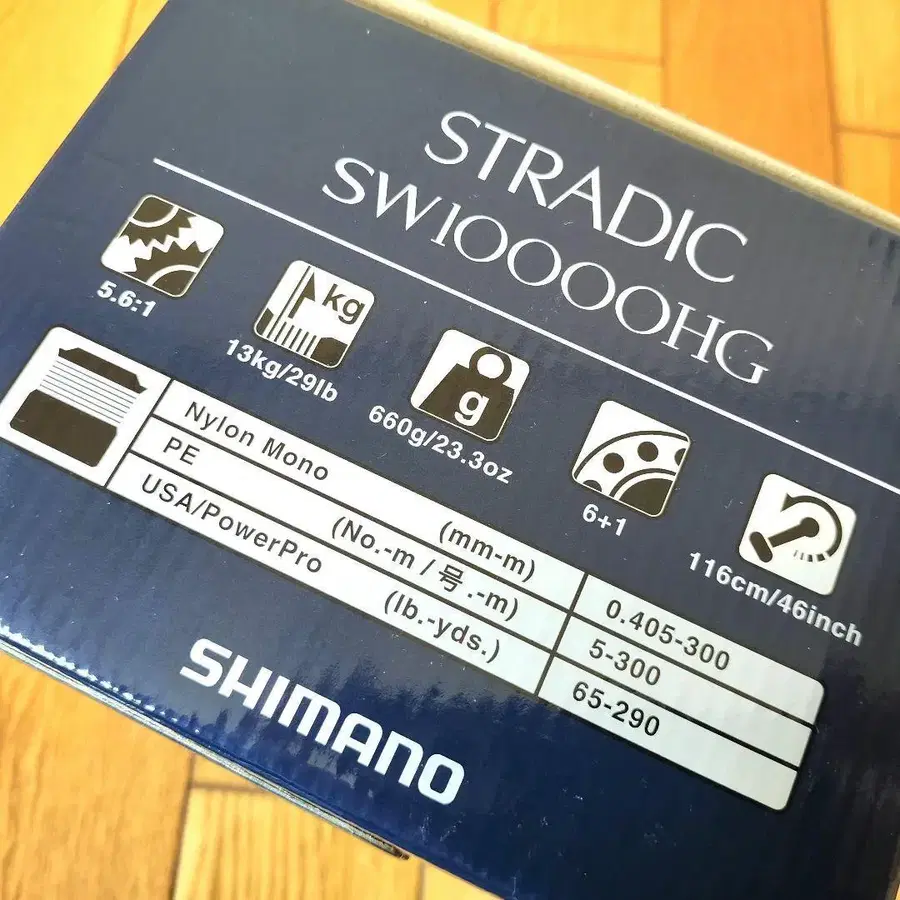 STRADIC
SW10000HG
5.6:1
kg
13kg/29lb
g
660g/23.3oz
6+1
116cm/46inch
Nylon Mono (mm-m) 0.405-300
PE (No.-m / 号.-m) 5-300
USA/PowerPro (lb.-yds.) 65-290
SHIMANO